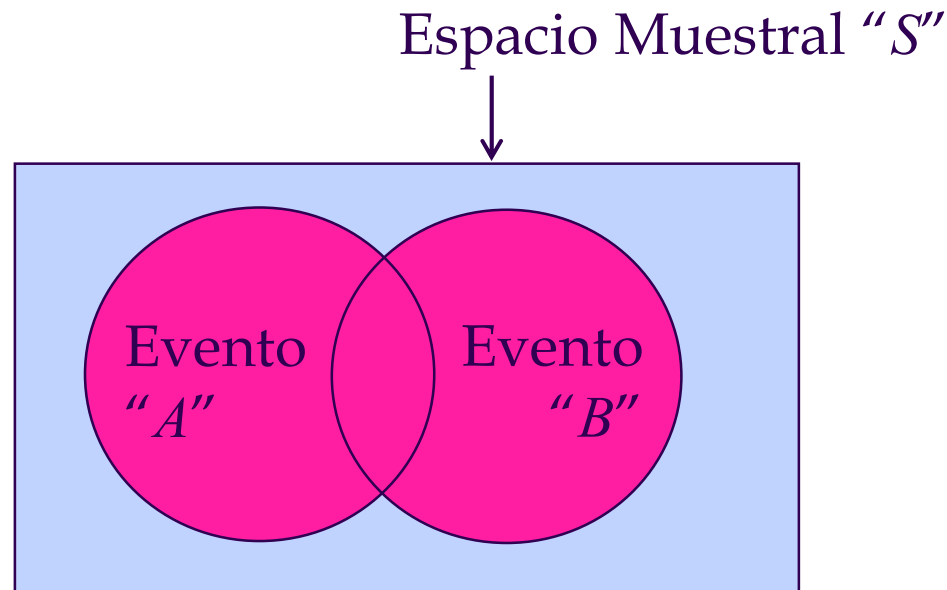 Espacio Muestral “S”
Evento
“A”
Evento
“B”